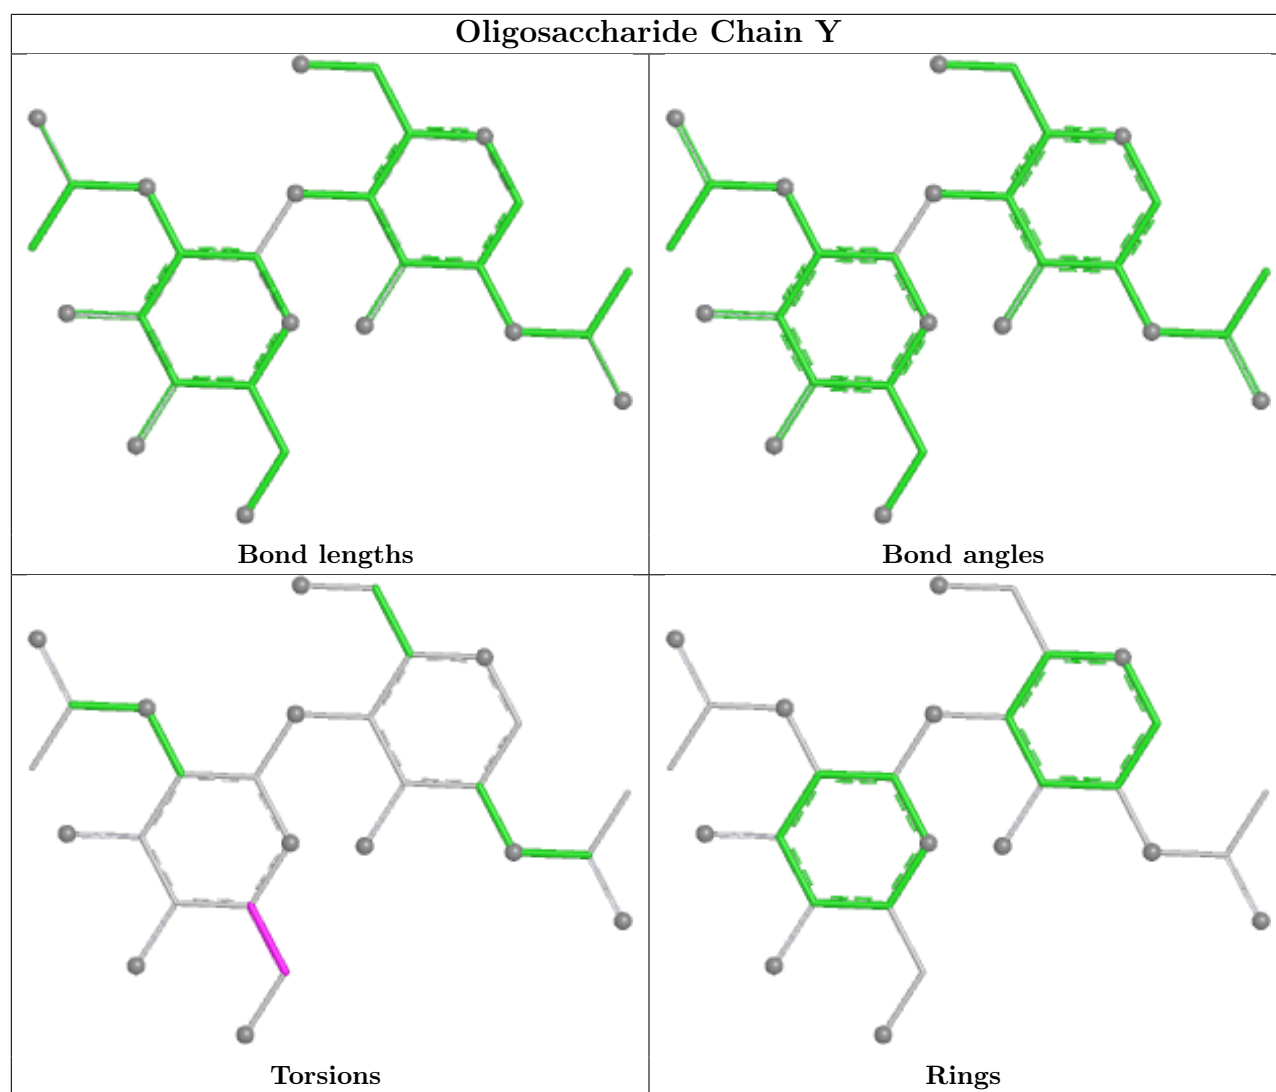 Oligosaccharide Chain Y
Bond lengths
Bond angles
Torsions
Rings